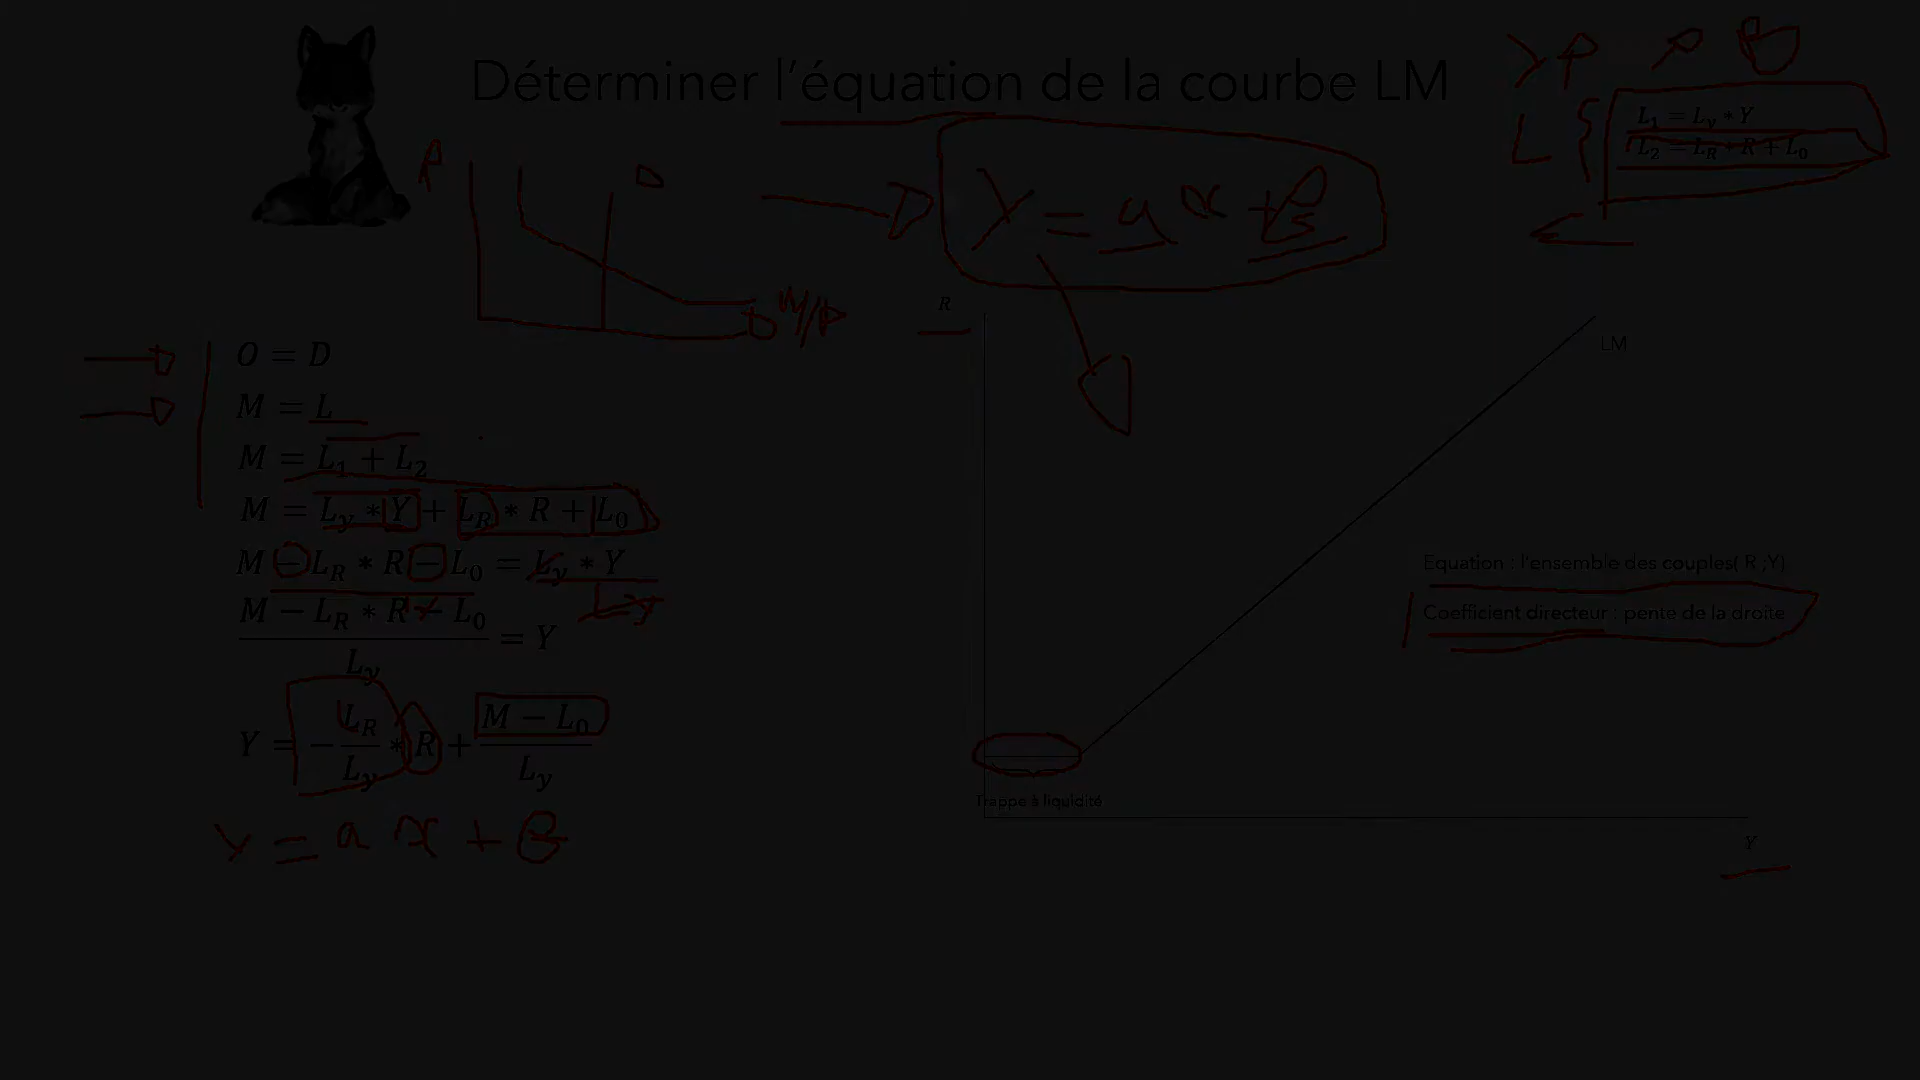 Déterminer l'équation de la courbe LM
L₁ = L_y * Y
L₂ = L_R * R + L₀
Y = a x + B
R
LM
O = D
M = L
M = L₁ + L₂
M = L_y * Y + L_R * R + L₀
M − L_R * R − L₀ = L_y * Y
L_y
(M − L_R * R − L₀) / L_y = Y
Y = − L_R / L_y * R + (M − L₀) / L_y
Y = a x + B
Equation : l'ensemble des couples( R ;Y)
Coefficient directeur : pente de la droite
Trappe à liquidité
Y